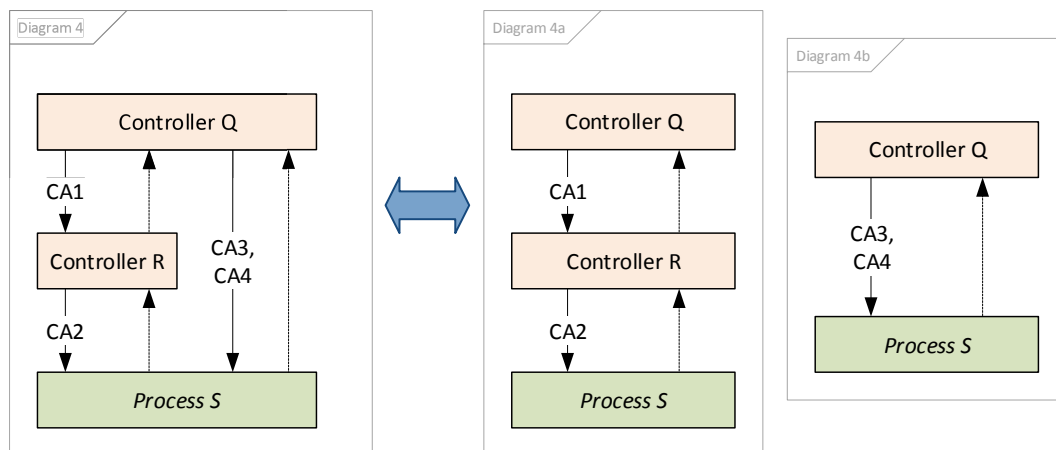 Diagram 4
Controller Q
CA1
Controller R
CA3,
CA4
CA2
Process S
Diagram 4a
Controller Q
CA1
Controller R
CA2
Process S
Diagram 4b
Controller Q
CA3,
CA4
Process S